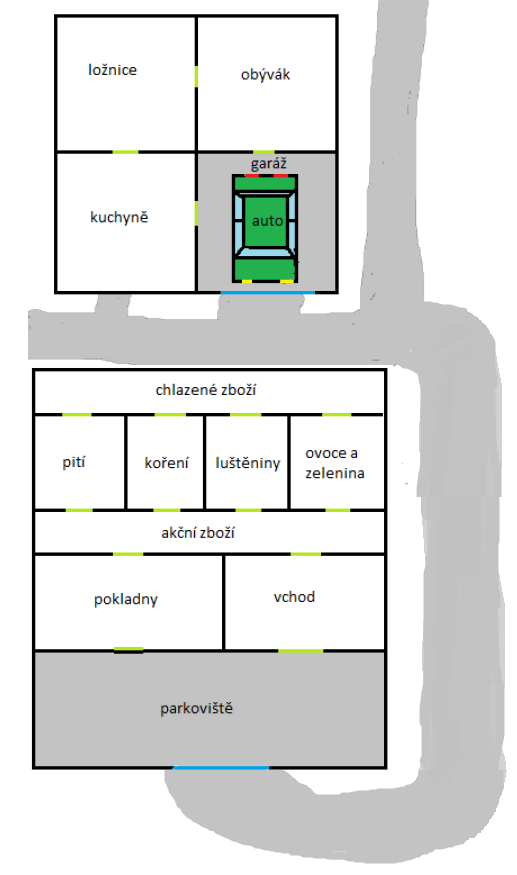 ložnice
obývák
garáž
kuchyně
auto
chlazené zboží
pití
koření
luštěniny
ovoce a
zelenina
akční zboží
pokladny
vchod
parkoviště